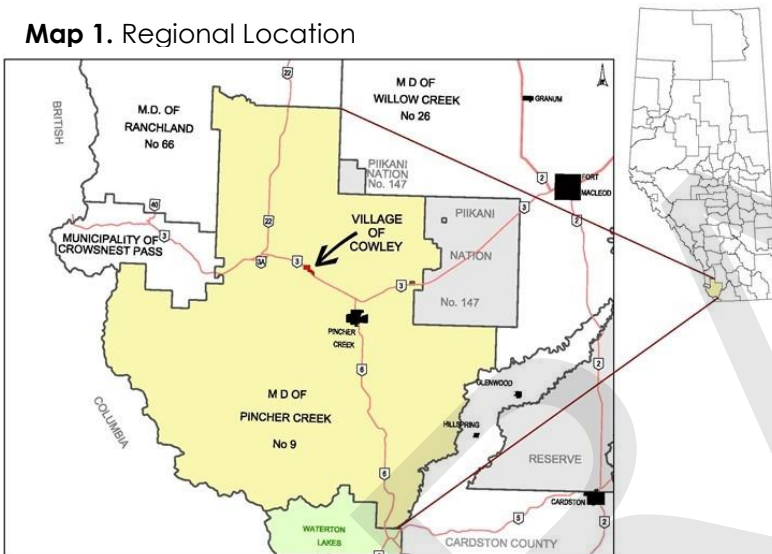 Map 1. Regional Location
22
M.D. OF
RANCHLAND
No 66
M D OF
WILLOW CREEK
No 26
GRANUM
BRITISH
PIIKANI
NATION
No. 147
2
FORT
MACLEOD
3
2
22
VILLAGE
OF
COWLEY
PIIKANI
NATION
No. 147
40
3
MUNICIPALITY OF
CROWSNEST PASS
3A
3
3
PINCHER
CREEK
6
2
GLENWOOD
M D OF
PINCHER CREEK
No 9
COLUMBIA
HILLSPRING
RESERVE
6
CARDSTON
5
2
WATERTON
LAKES
CARDSTON COUNTY